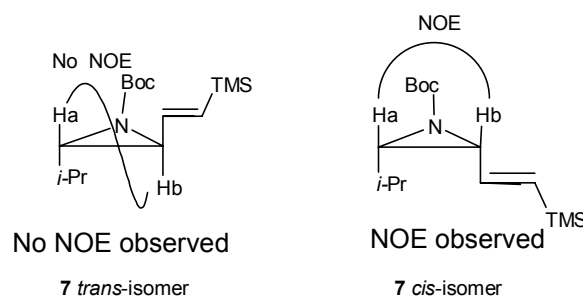 No NOE
Boc
TMS
Ha
N
i-Pr
Hb
No NOE observed
7 trans-isomer
NOE
Boc
Ha
Hb
N
i-Pr
TMS
NOE observed
7 cis-isomer